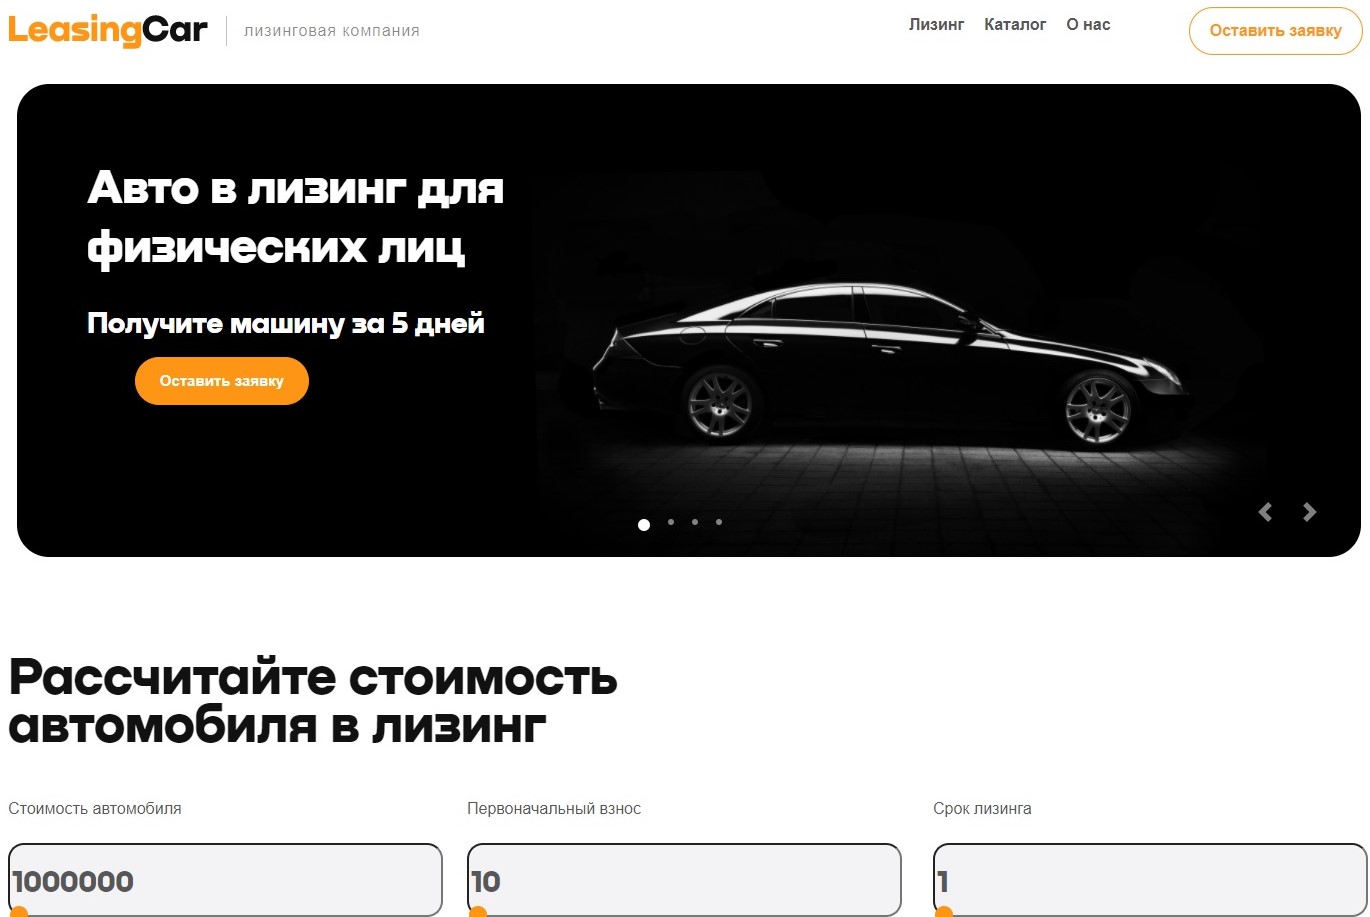 LeasingCar лизинговая компания Лизинг Каталог О нас Оставить заявку
Авто в лизинг для
физических лиц
Получите машину за 5 дней
Оставить заявку
Рассчитайте стоимость
автомобиля в лизинг
Стоимость автомобиля Первоначальный взнос Срок лизинга
1000000 10 1